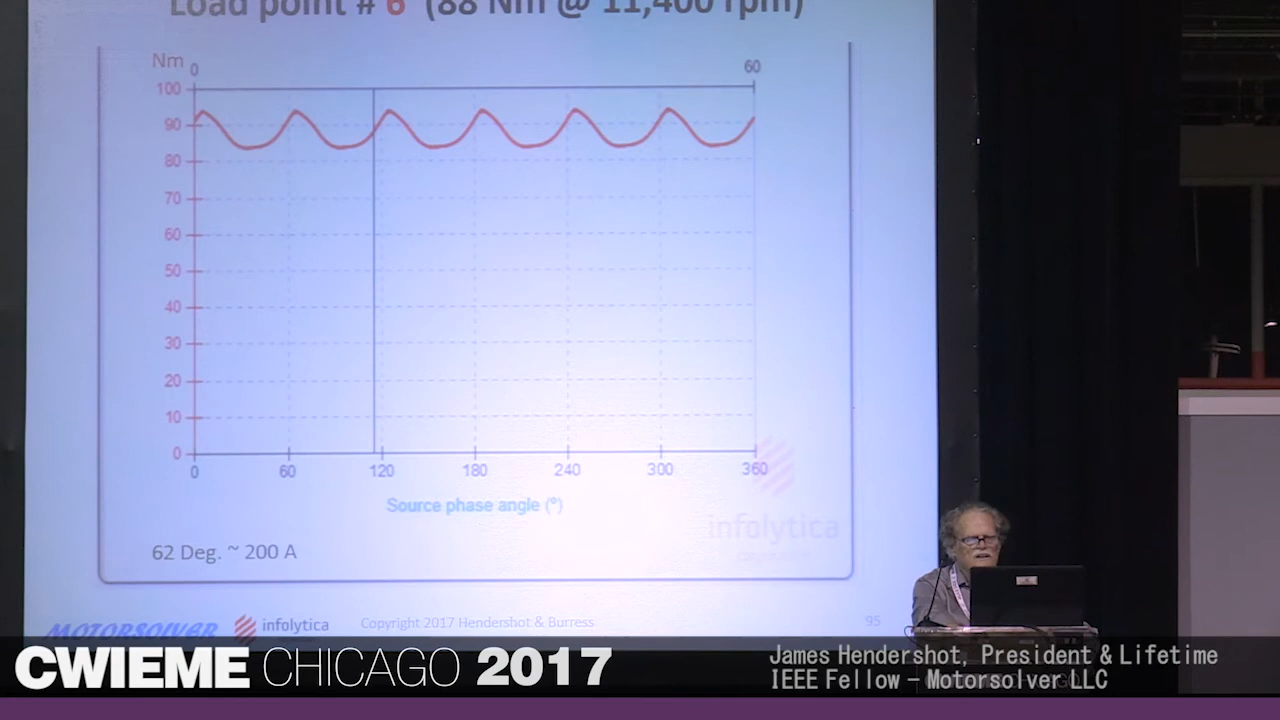 Load point # 6 (88 Nm @ 11,400 rpm)
Nm
0
60
100
90
80
70
60
50
40
30
20
10
0
0
60
120
180
240
300
360
Source phase angle (°)
infolytica
62 Deg. ~ 200 A
MOTORSOLVER
infolytica
Copyright 2017 Hendershot & Burress
95
CWIEME CHICAGO 2017
James Hendershot, President & Lifetime
IEEE Fellow – Motorsolver LLC